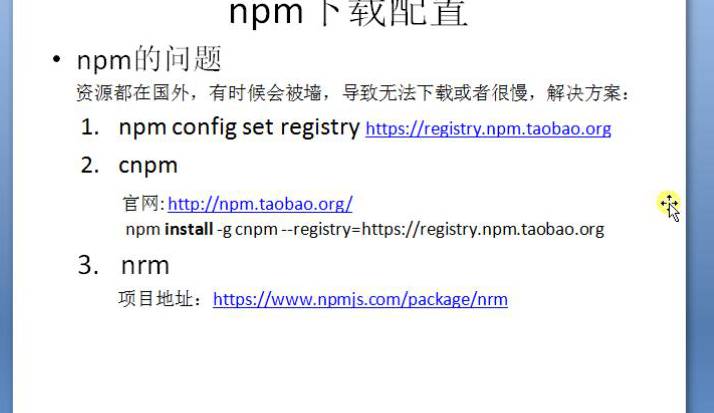 npm下载配置
• npm的问题
资源都在国外，有时候会被墙，导致无法下载或者很慢，解决方案：
1. npm config set registry https://registry.npm.taobao.org
2. cnpm
官网: http://npm.taobao.org/
npm install -g cnpm --registry=https://registry.npm.taobao.org
3. nrm
项目地址：https://www.npmjs.com/package/nrm